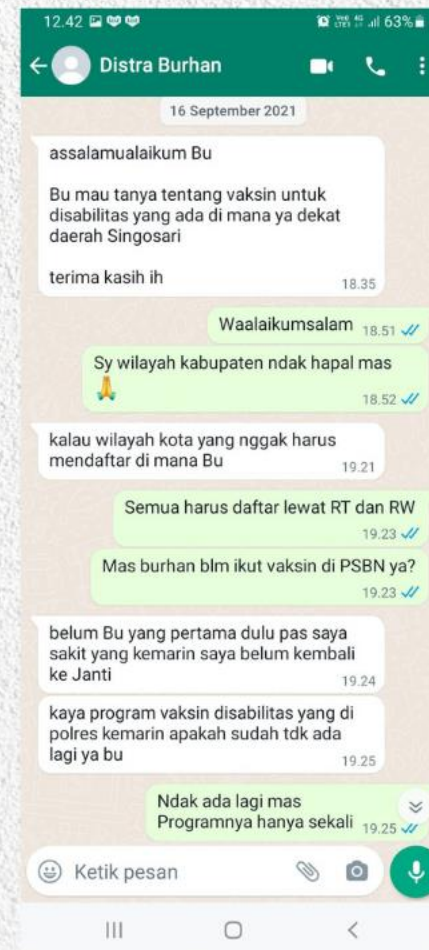 12.42
63%
Distra Burhan
16 September 2021
assalamualaikum Bu
Bu mau tanya tentang vaksin untuk
disabilitas yang ada di mana ya dekat
daerah Singosari
terima kasih ih
18.35
Waalaikumsalam 18.51
Sy wilayah kabupaten ndak hapal mas
🙏
18.52
kalau wilayah kota yang nggak harus
mendaftar di mana Bu
19.21
Semua harus daftar lewat RT dan RW
19.23
Mas burhan blm ikut vaksin di PSBN ya?
19.23
belum Bu yang pertama dulu pas saya
sakit yang kemarin saya belum kembali
ke Janti
19.24
kaya program vaksin disabilitas yang di
polres kemarin apakah sudah tdk ada
lagi ya bu
19.25
Ndak ada lagi mas
Programnya hanya sekali 19.25
Ketik pesan